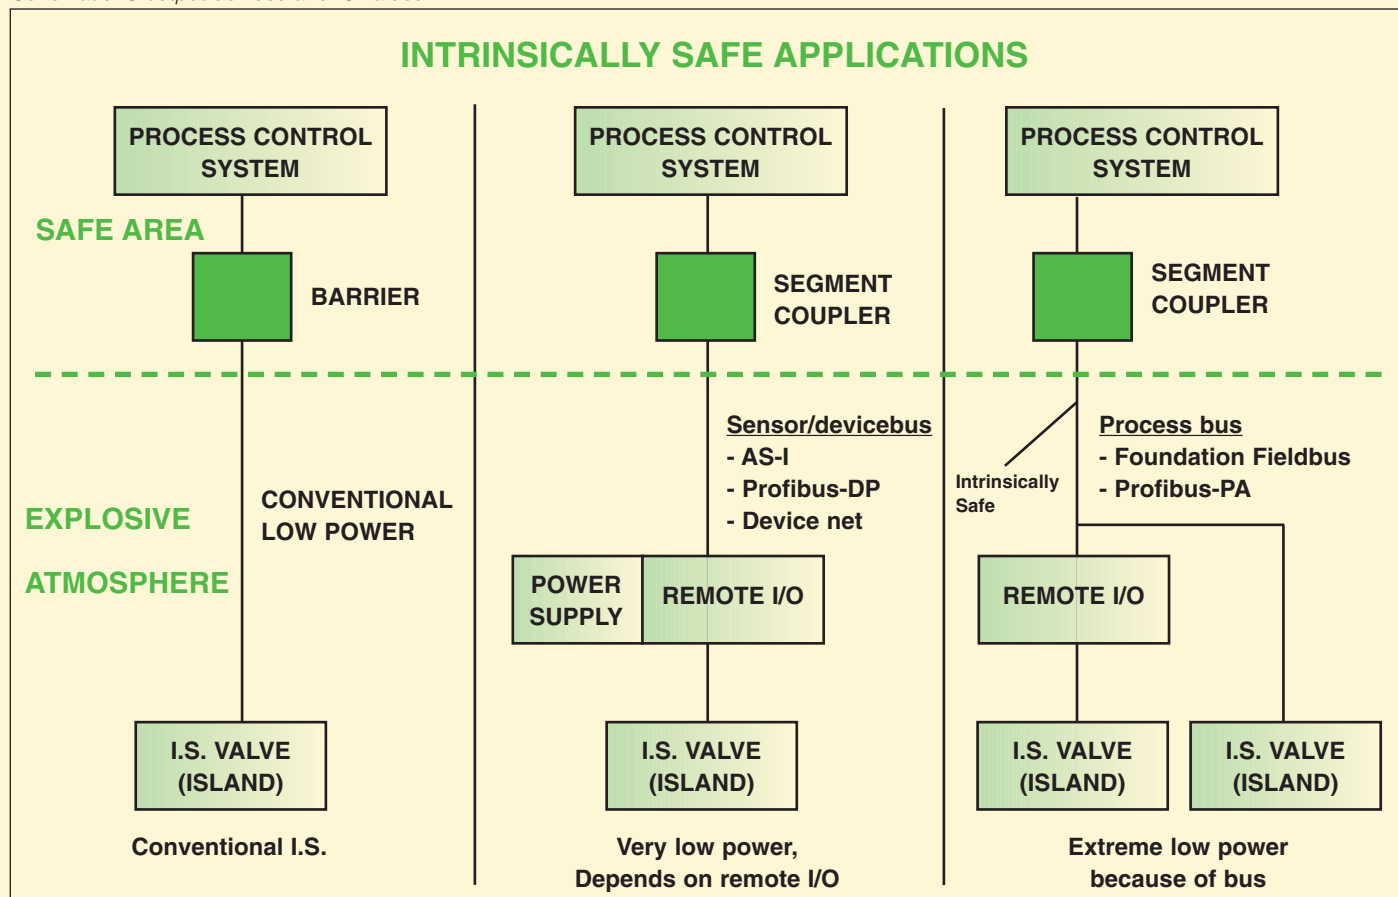 INTRINSICALLY SAFE APPLICATIONS
PROCESS CONTROL
SYSTEM
SAFE AREA
BARRIER
EXPLOSIVE
ATMOSPHERE
CONVENTIONAL
LOW POWER
I.S. VALVE
(ISLAND)
Conventional I.S.
PROCESS CONTROL
SYSTEM
SEGMENT
COUPLER
Sensor/devicebus
- AS-I
- Profibus-DP
- Device net
POWER
SUPPLY
REMOTE I/O
I.S. VALVE
(ISLAND)
Very low power,
Depends on remote I/O
PROCESS CONTROL
SYSTEM
SEGMENT
COUPLER
Intrinsically
Safe
Process bus
- Foundation Fieldbus
- Profibus-PA
REMOTE I/O
I.S. VALVE
(ISLAND)
I.S. VALVE
(ISLAND)
Extreme low power
because of bus